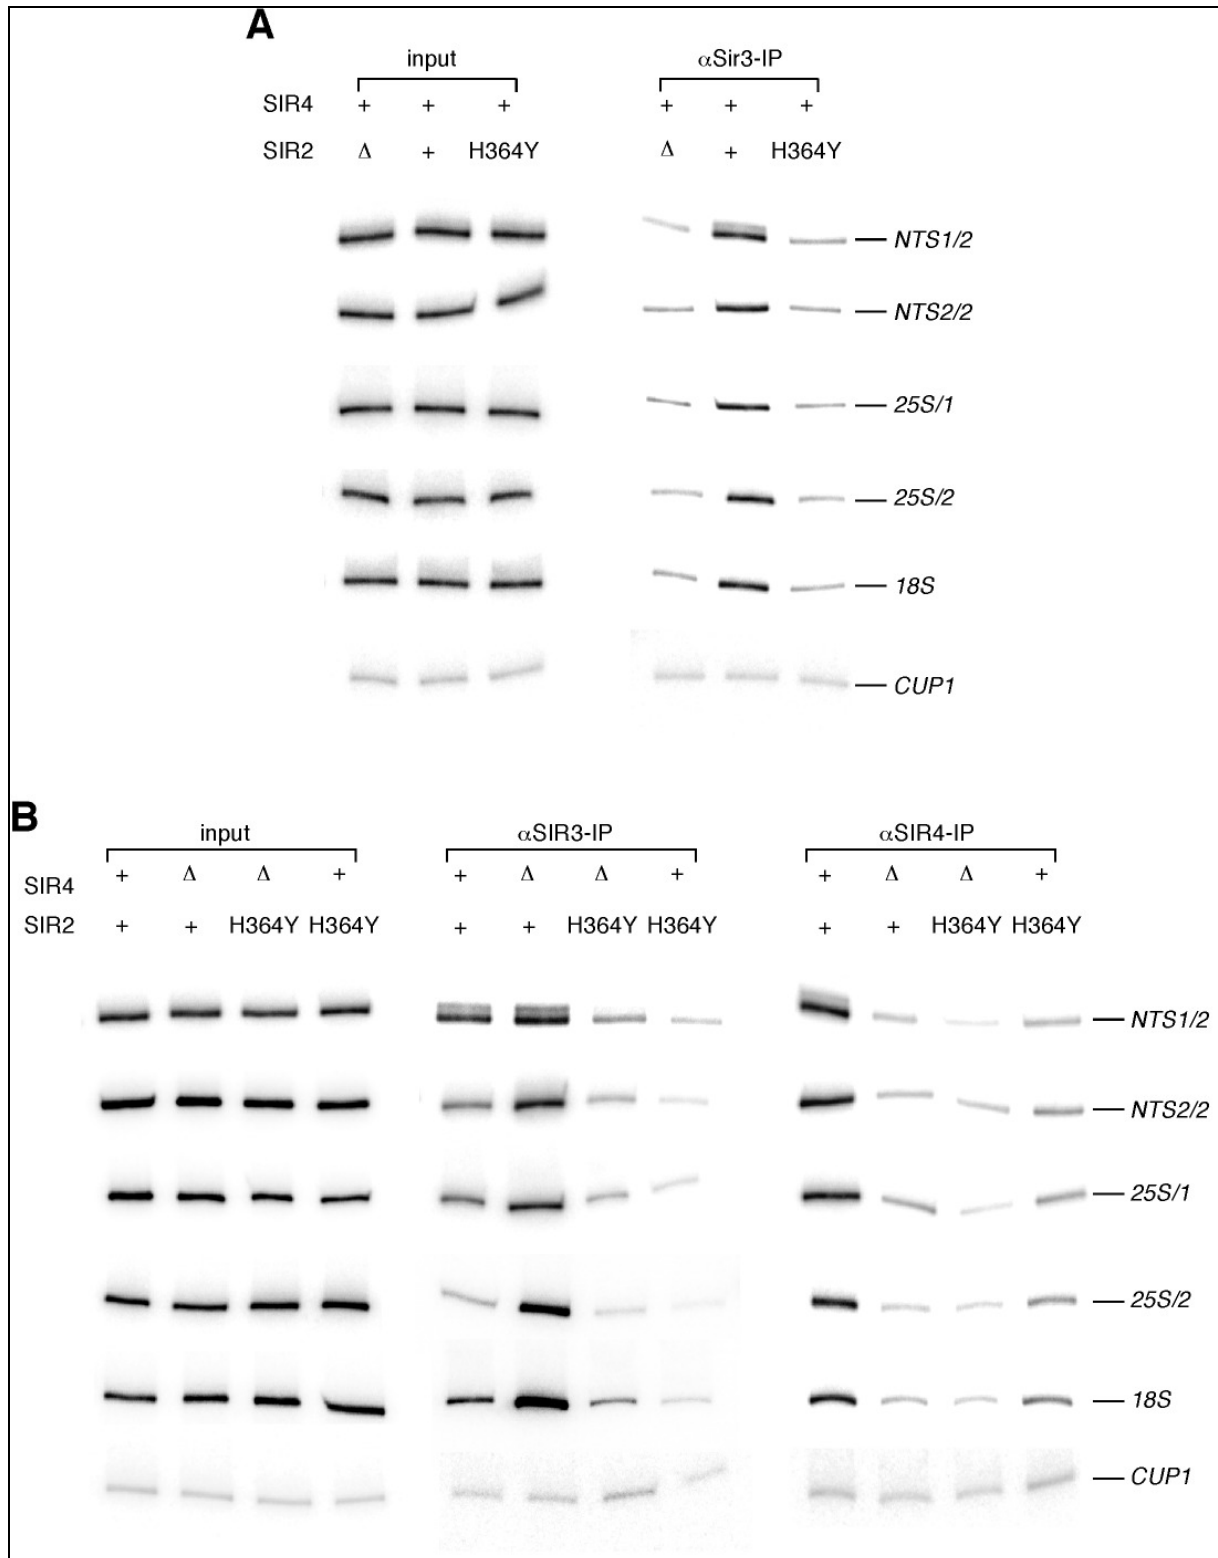 A
input αSir3-IP
SIR4 + + + + + +
SIR2 Δ + H364Y Δ + H364Y
NTS1/2
NTS2/2
25S/1
25S/2
18S
CUP1
B
input αSIR3-IP αSIR4-IP
SIR4 + Δ Δ + + Δ Δ + + Δ Δ +
SIR2 + + H364Y H364Y + + H364Y H364Y + + H364Y H364Y
NTS1/2
NTS2/2
25S/1
25S/2
18S
CUP1